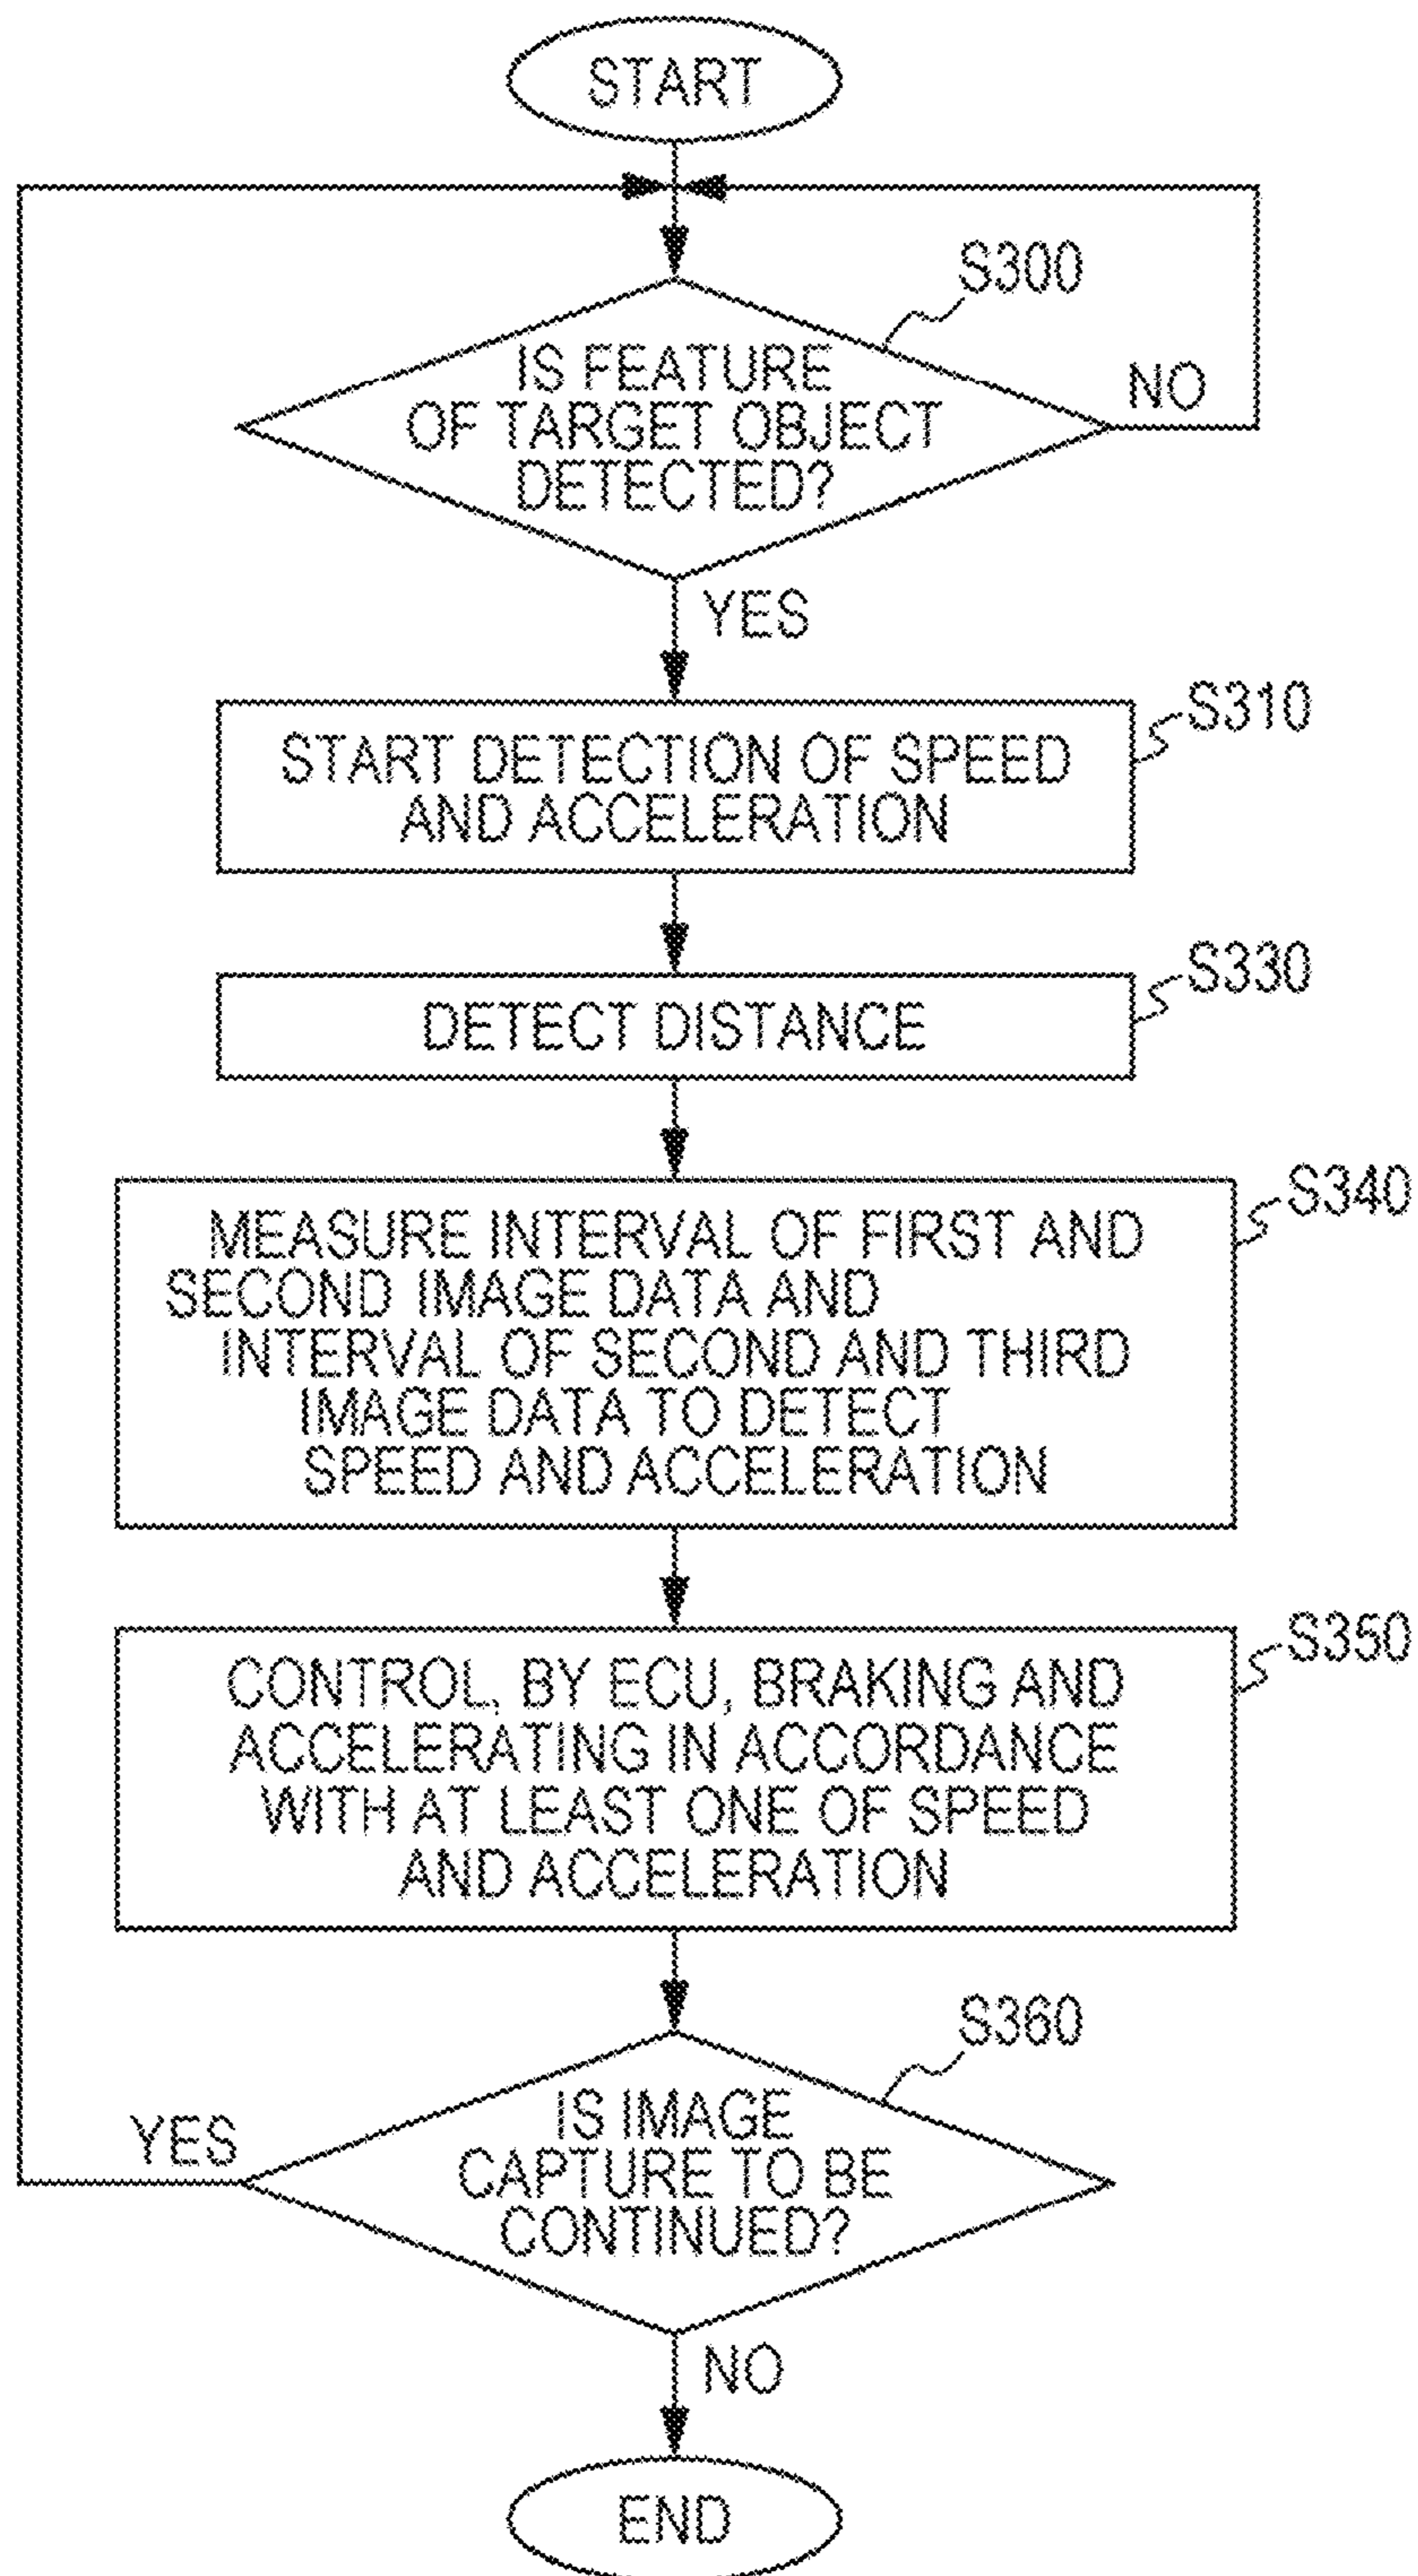 START
S300
IS FEATURE
OF TARGET OBJECT
DETECTED?
NO
YES
S310
START DETECTION OF SPEED
AND ACCELERATION
S330
DETECT DISTANCE
S340
MEASURE INTERVAL OF FIRST AND
SECOND IMAGE DATA AND
INTERVAL OF SECOND AND THIRD
IMAGE DATA TO DETECT
SPEED AND ACCELERATION
S350
CONTROL, BY ECU, BRAKING AND
ACCELERATING IN ACCORDANCE
WITH AT LEAST ONE OF SPEED
AND ACCELERATION
S360
IS IMAGE
CAPTURE TO BE
CONTINUED?
YES
NO
END